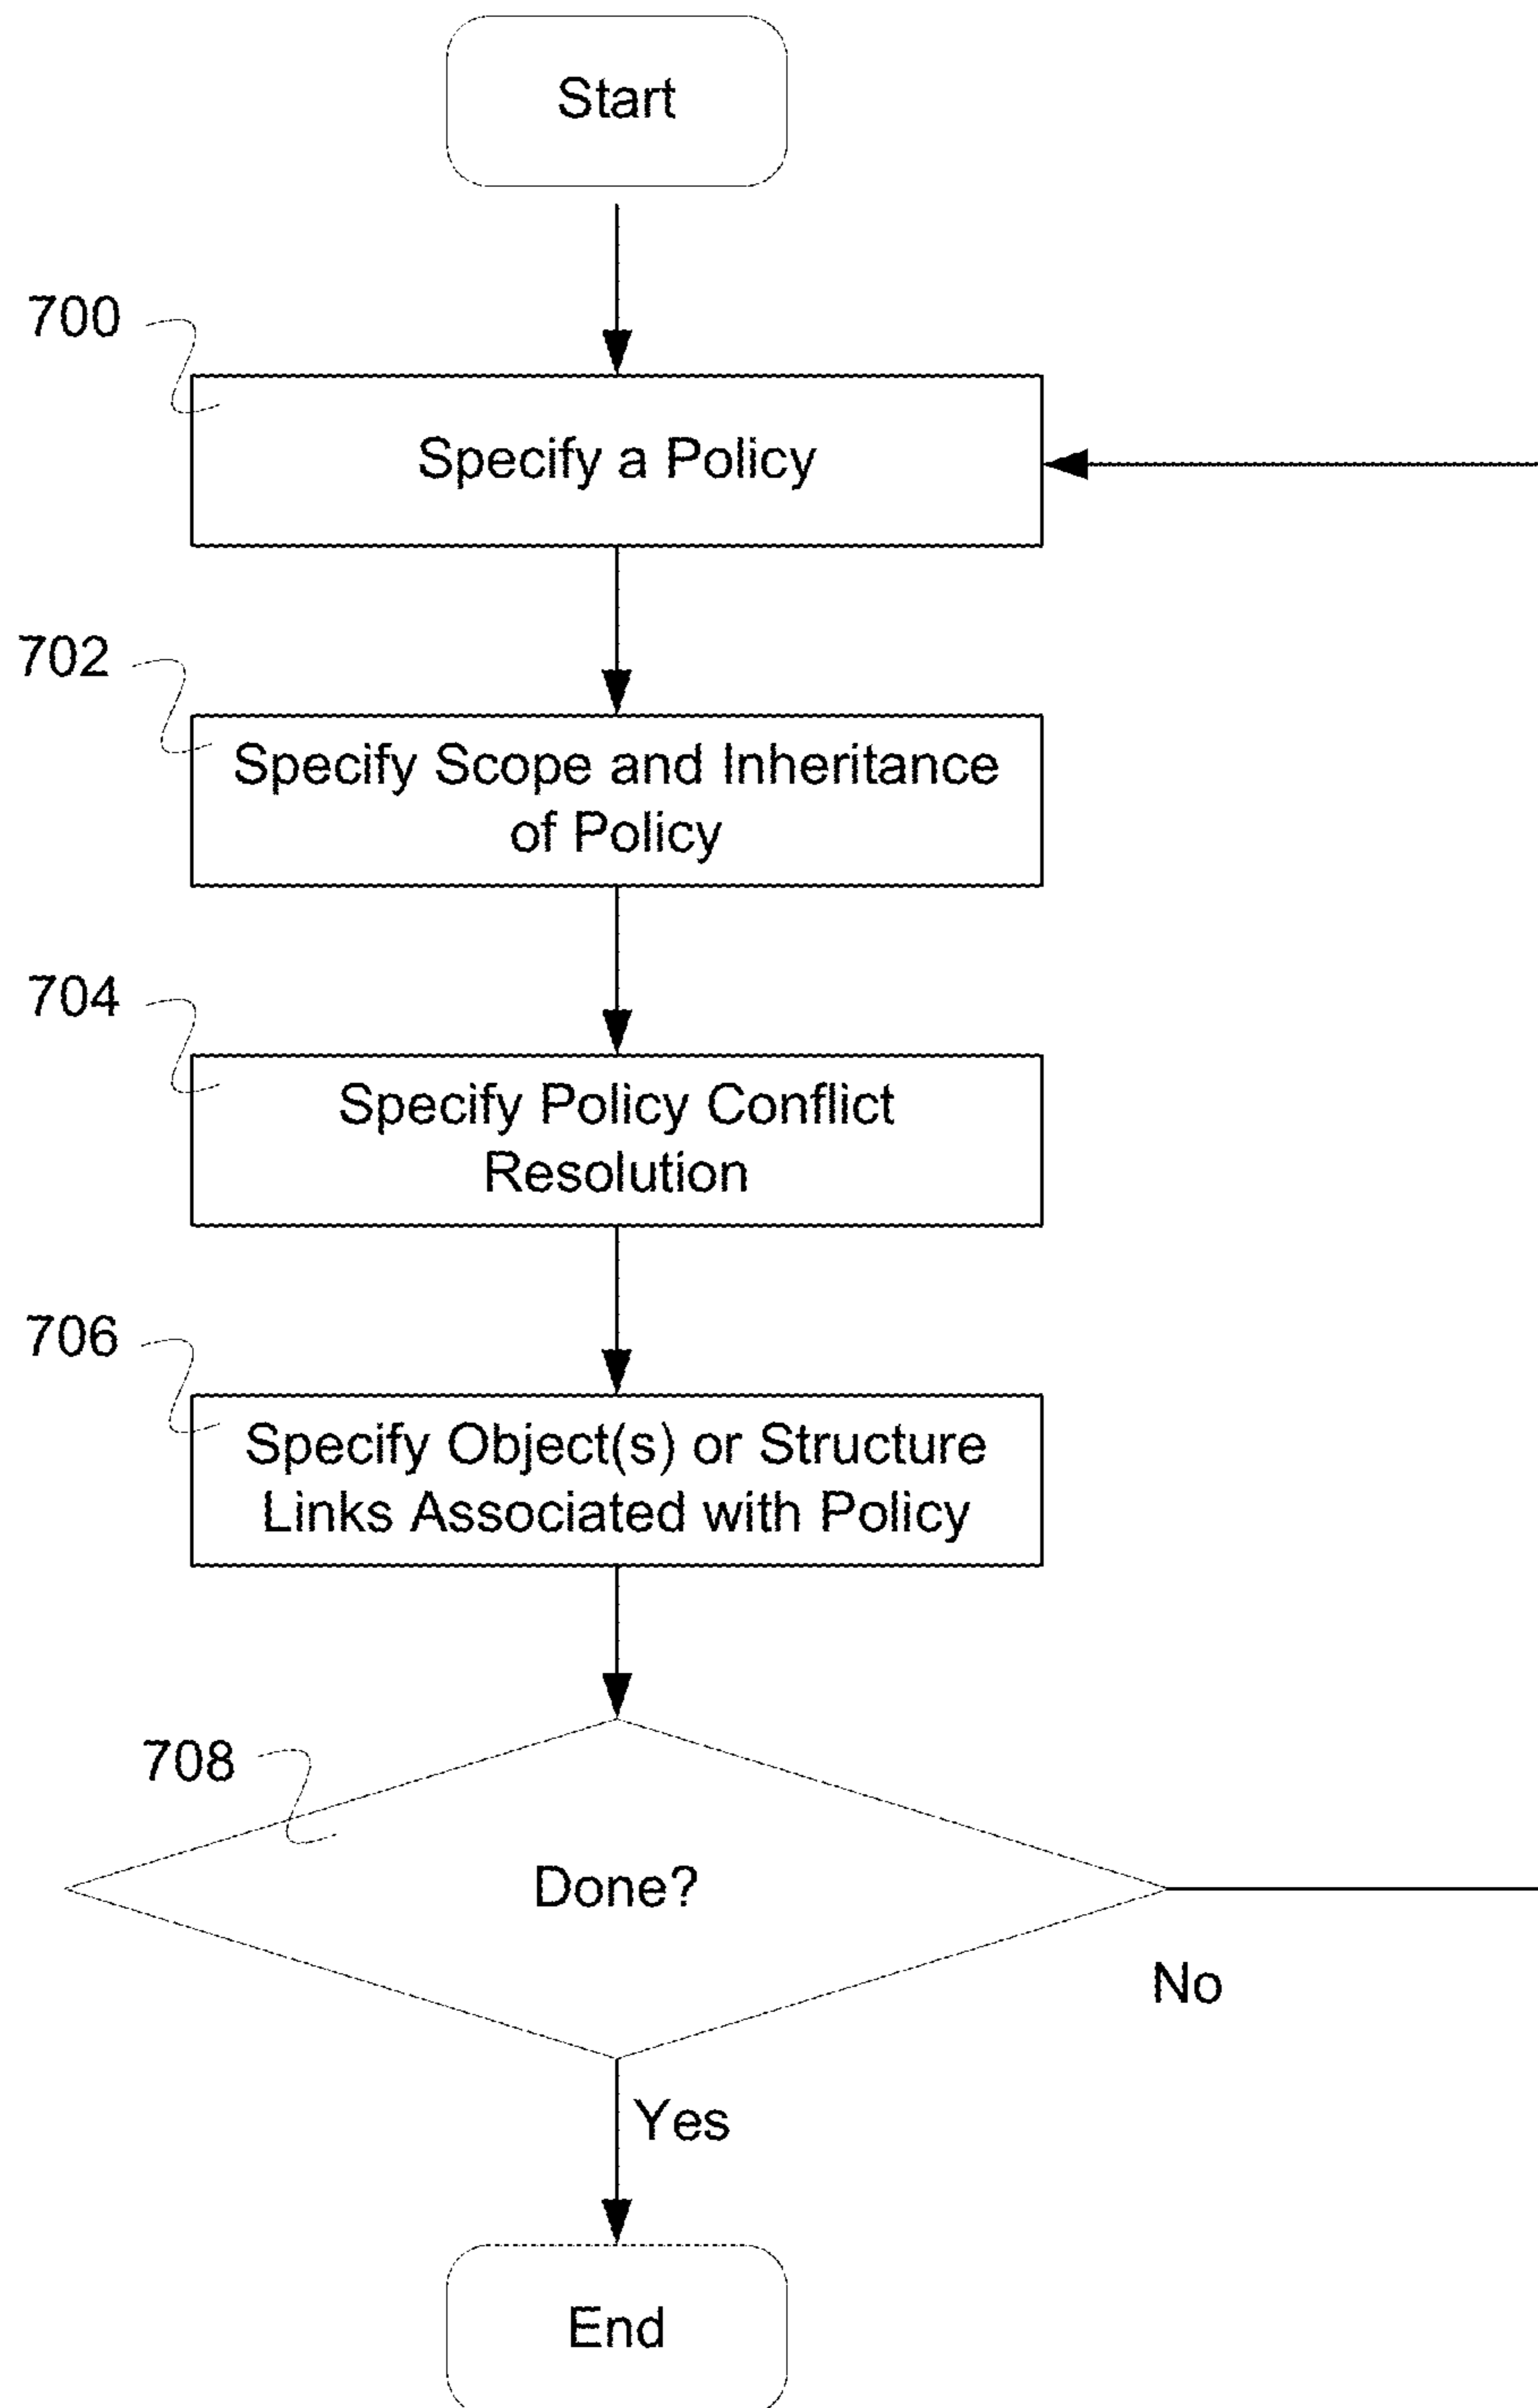 Start
700
Specify a Policy
702
Specify Scope and Inheritance
of Policy
704
Specify Policy Conflict
Resolution
706
Specify Object(s) or Structure
Links Associated with Policy
708
Done?
No
Yes
End